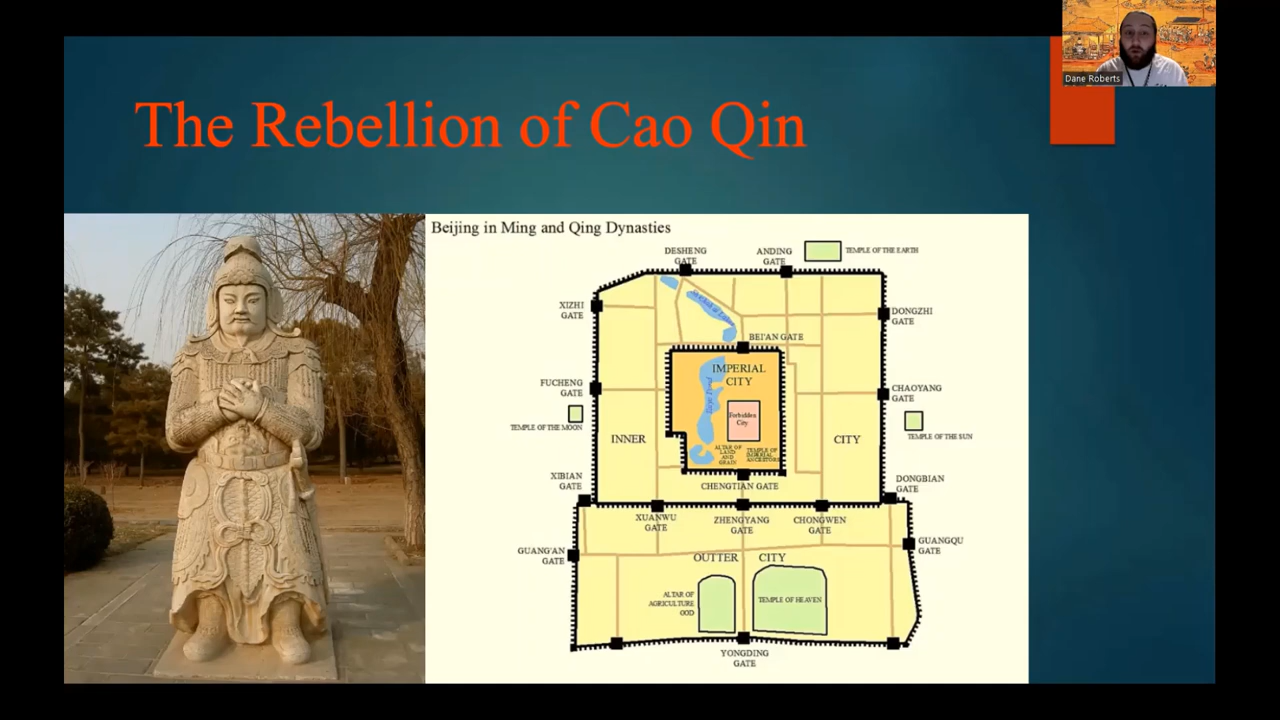 Dane Roberts
The Rebellion of Cao Qin
Beijing in Ming and Qing Dynasties
DESHENG
GATE
ANDING
GATE
TEMPLE OF THE EARTH
XIZHI
GATE
DONGZHI
GATE
BEI'AN GATE
IMPERIAL
CITY
FUCHENG
GATE
CHAOYANG
GATE
Forbidden
City
TEMPLE OF THE MOON
TEMPLE OF THE SUN
INNER
CITY
ALTAR OF
LAND
AND
GRAIN
TEMPLE OF
IMPERIAL
ANCESTORS
XIBIAN
GATE
CHENGTIAN GATE
DONGBIAN
GATE
XUANWU
GATE
ZHENGYANG
GATE
CHONGWEN
GATE
GUANG'AN
GATE
GUANGQU
GATE
OUTTER CITY
ALTAR OF
AGRICULTURE
OOD
TEMPLE OF HEAVEN
YONGDING
GATE